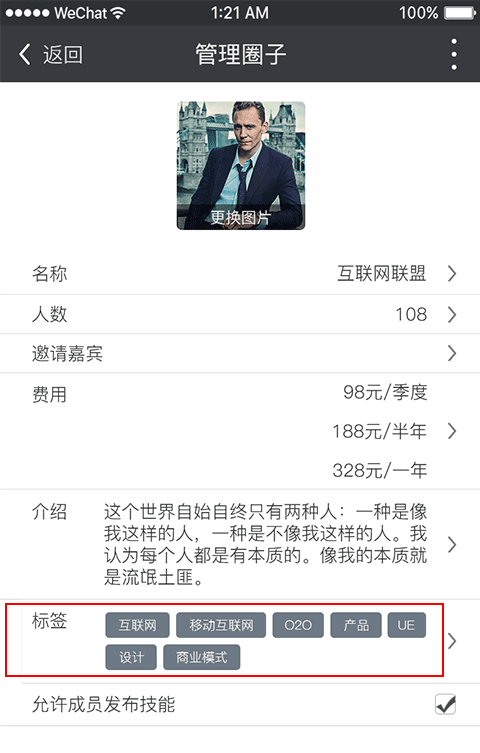 WeChat 1:21 AM 100%
返回 管理圈子
更换图片
名称 互联网联盟
人数 108
邀请嘉宾
费用 98元/季度
188元/半年
328元/一年
介绍 这个世界自始自终只有两种人：一种是像
我这样的人，一种是不像我这样的人。我
认为每个人都是有本质的。像我的本质就
是流氓土匪。
标签 互联网 移动互联网 O2O 产品 UE
设计 商业模式
允许成员发布技能